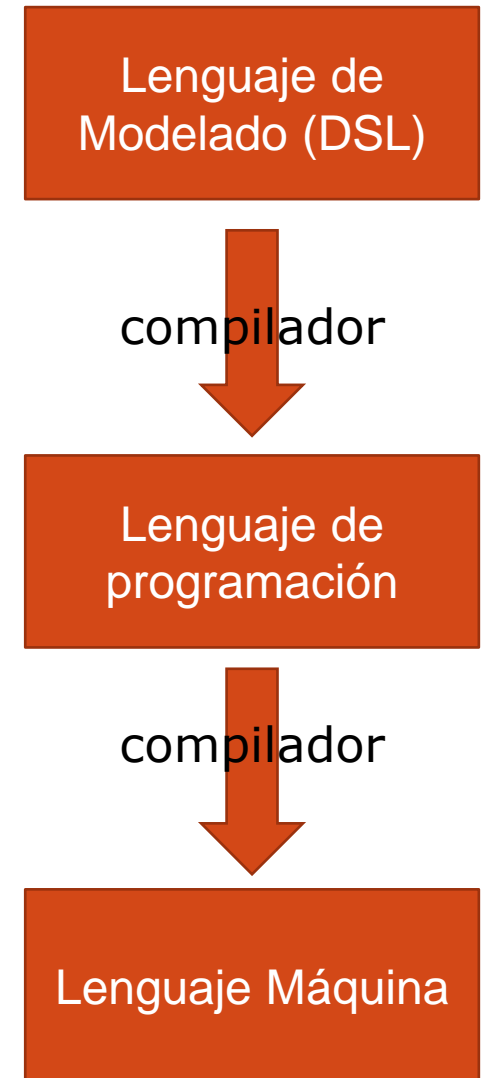 Lenguaje de
Modelado (DSL)
compilador
Lenguaje de
programación
compilador
Lenguaje Máquina